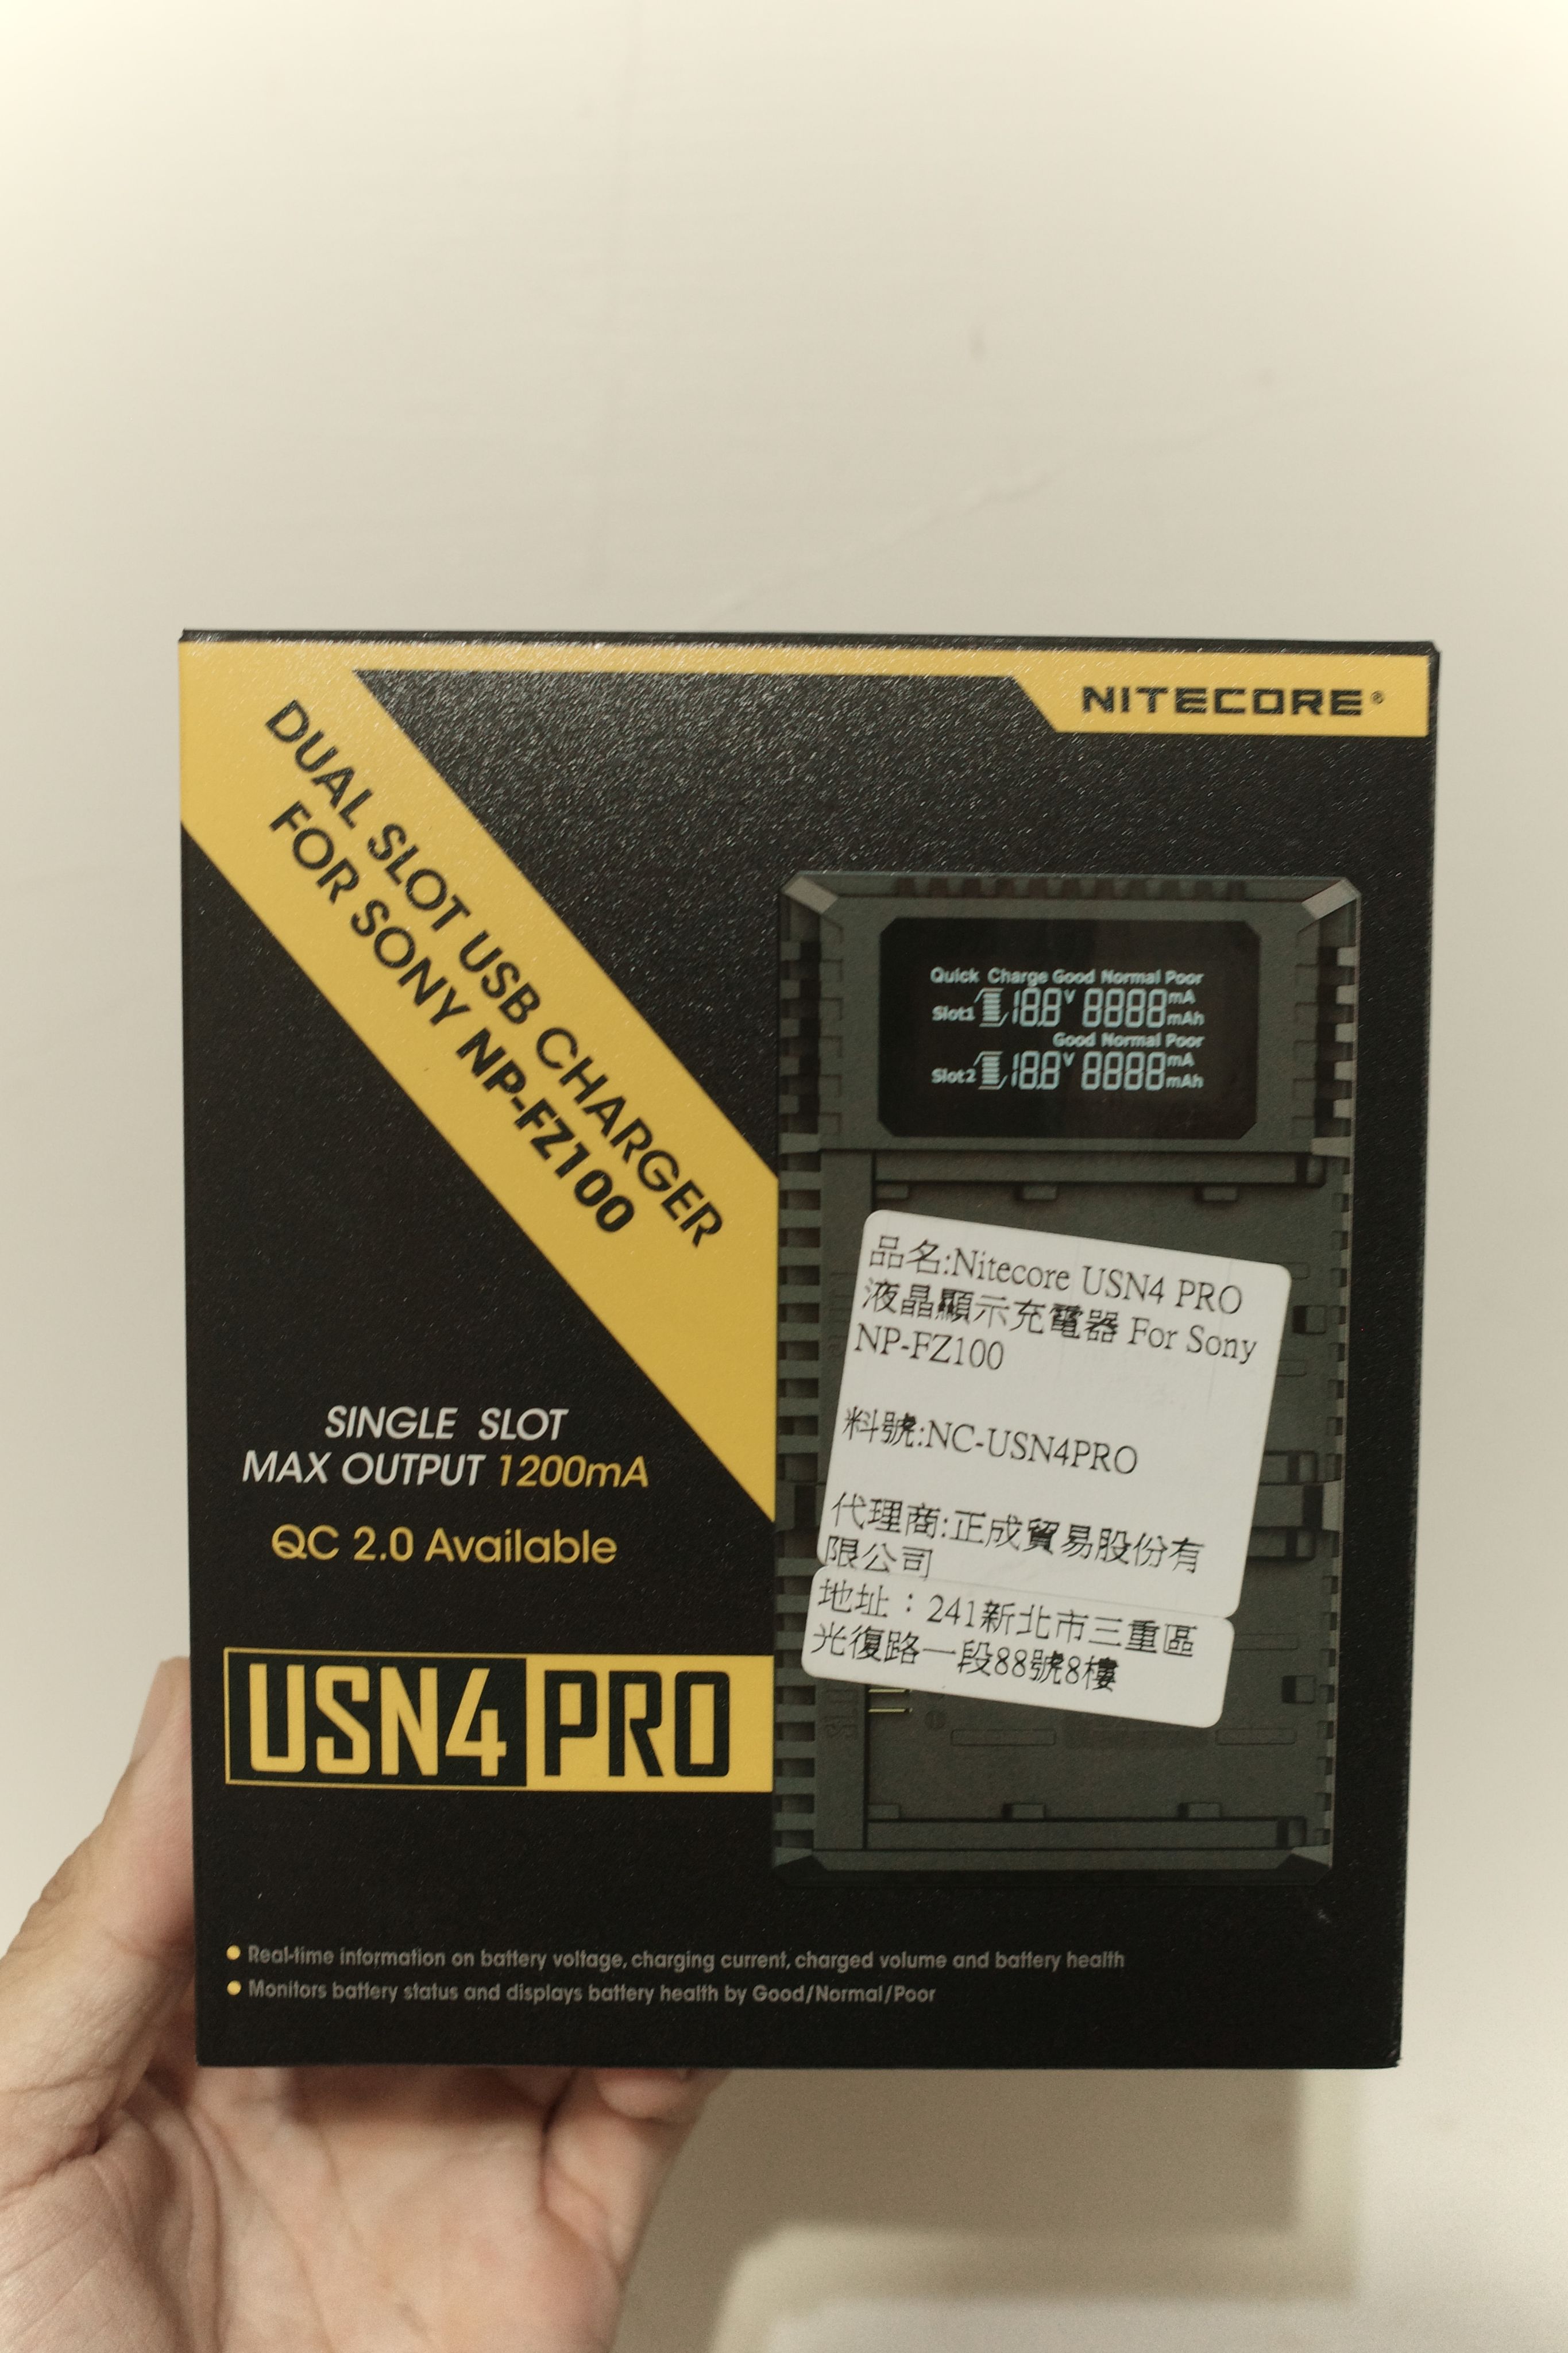 NITECORE®
DUAL SLOT USB CHARGER
FOR SONY NP-FZ100
Quick Charge Good Normal Poor
Slot1 18.8 V 8888 mA mAh
Good Normal Poor
Slot2 18.8 V 8888 mA mAh
品名:Nitecore USN4 PRO
液晶顯示充電器 For Sony
NP-FZ100
料號:NC-USN4PRO
代理商:正成貿易股份有
限公司
地址：241新北市三重區
光復路一段88號8樓
SINGLE SLOT
MAX OUTPUT 1200mA
QC 2.0 Available
USN4 PRO
Real-time information on battery voltage, charging current, charged volume and battery health
Monitors battery status and displays battery health by Good/Normal/Poor